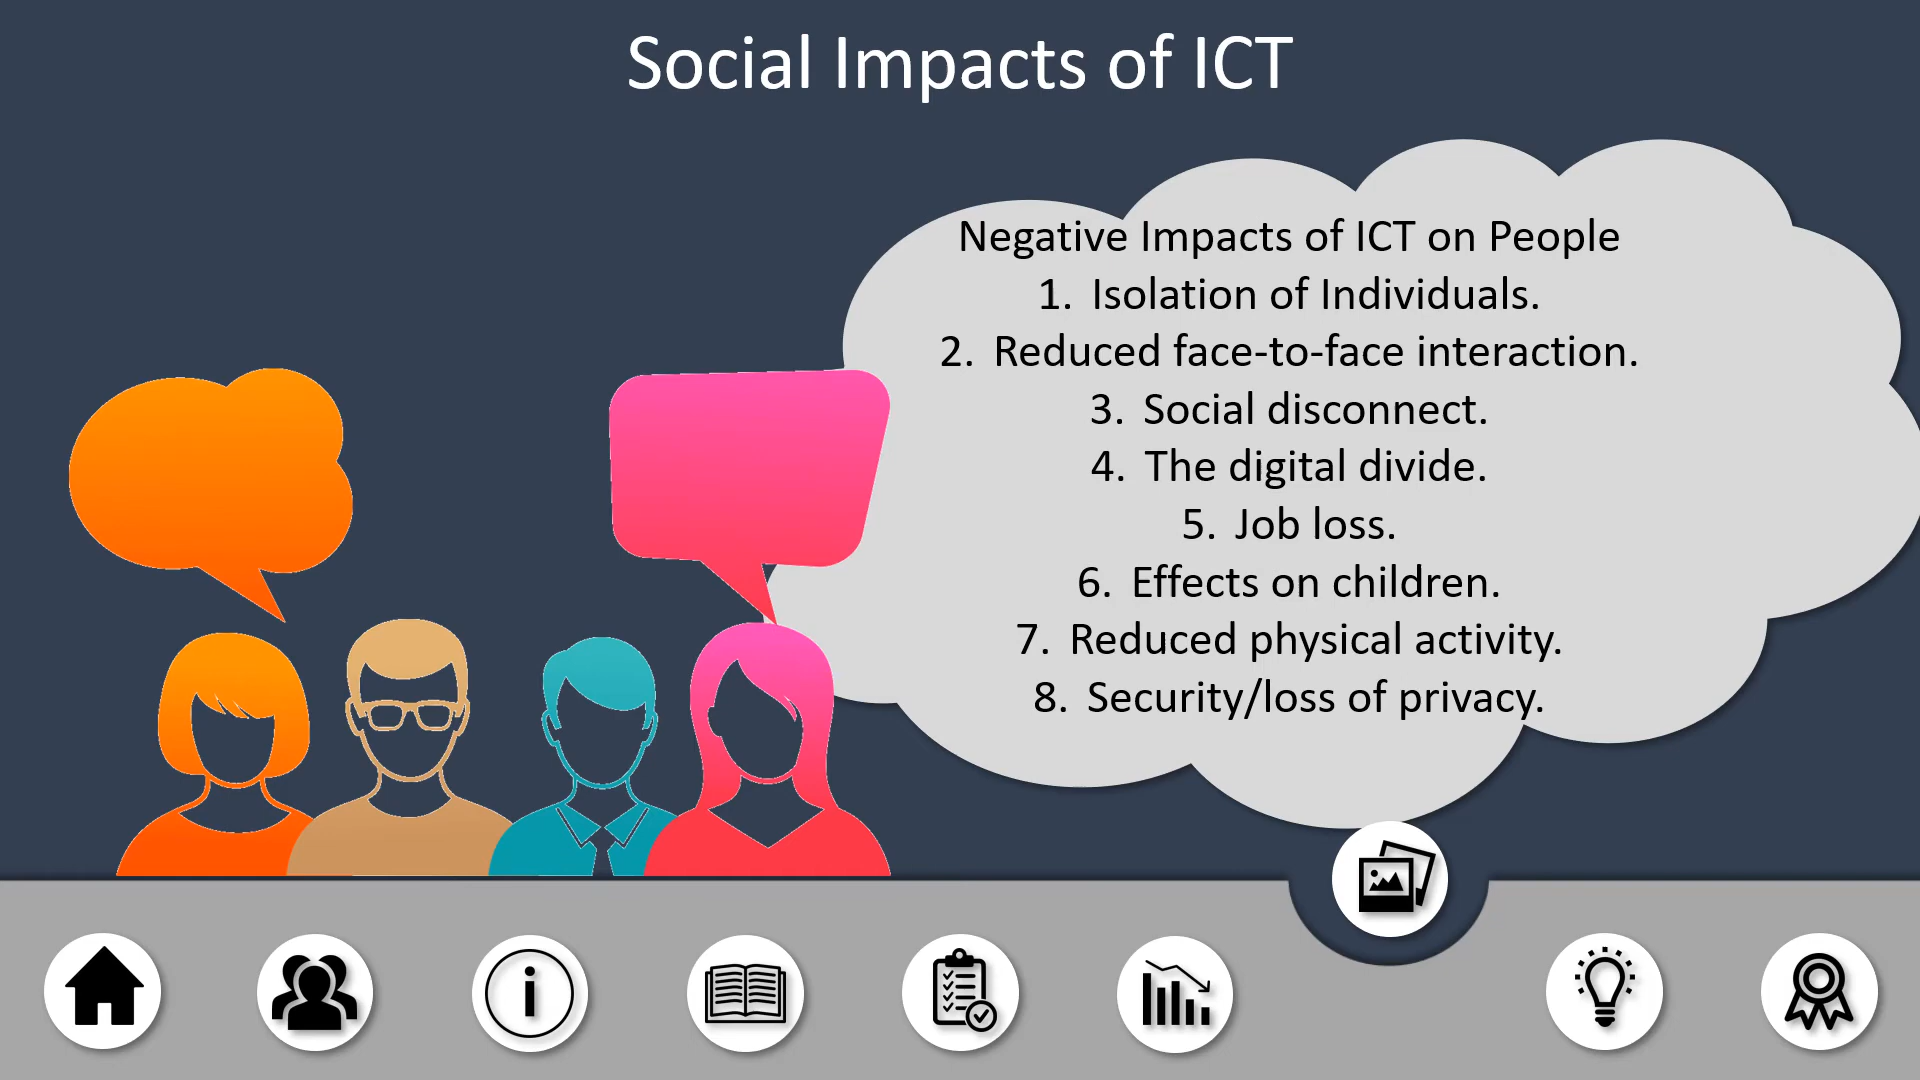 Social Impacts of ICT
Negative Impacts of ICT on People
1. Isolation of Individuals.
2. Reduced face-to-face interaction.
3. Social disconnect.
4. The digital divide.
5. Job loss.
6. Effects on children.
7. Reduced physical activity.
8. Security/loss of privacy.